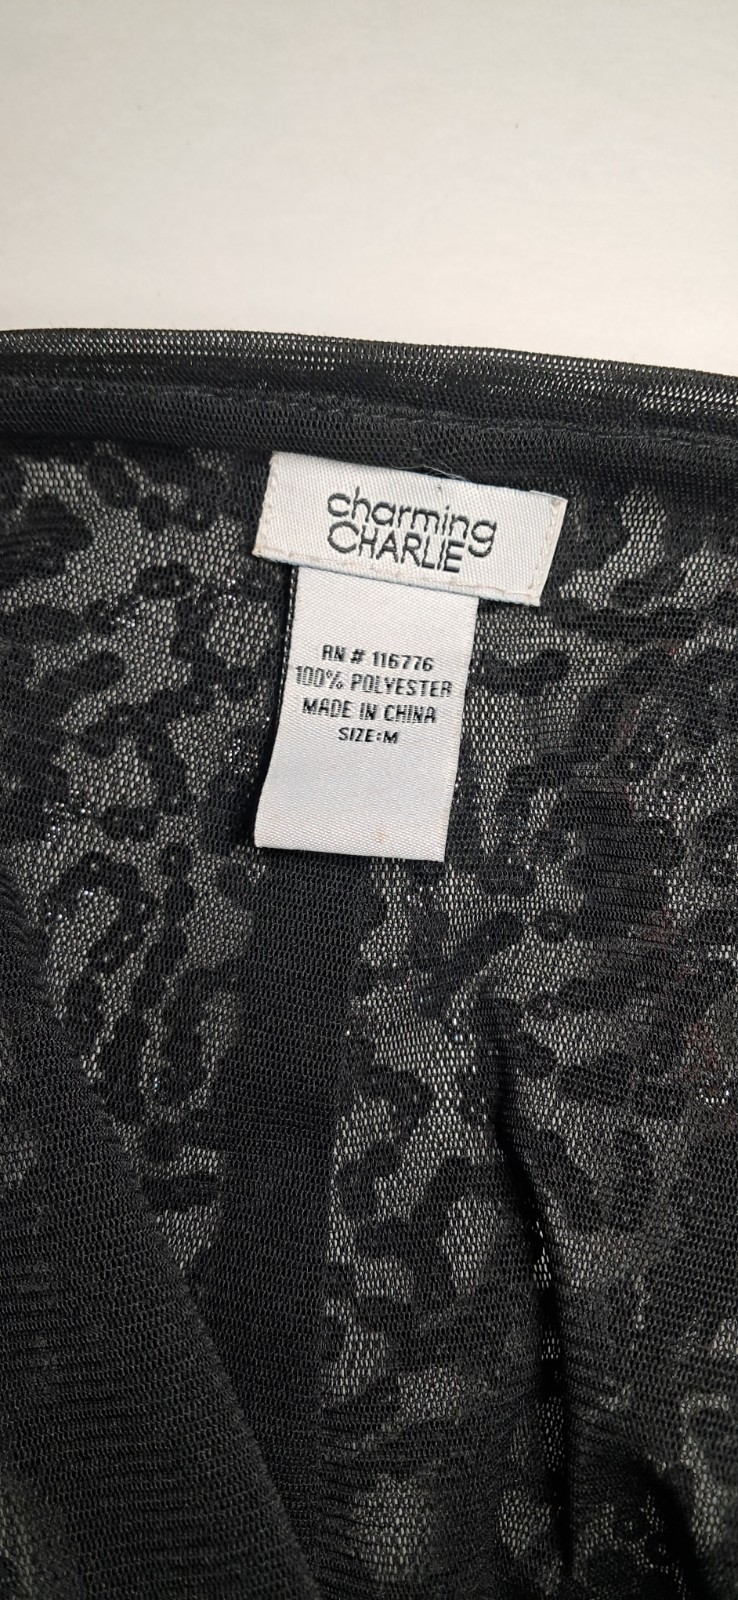 charming
CHARLIE
RN # 116776
100% POLYESTER
MADE IN CHINA
SIZE:M